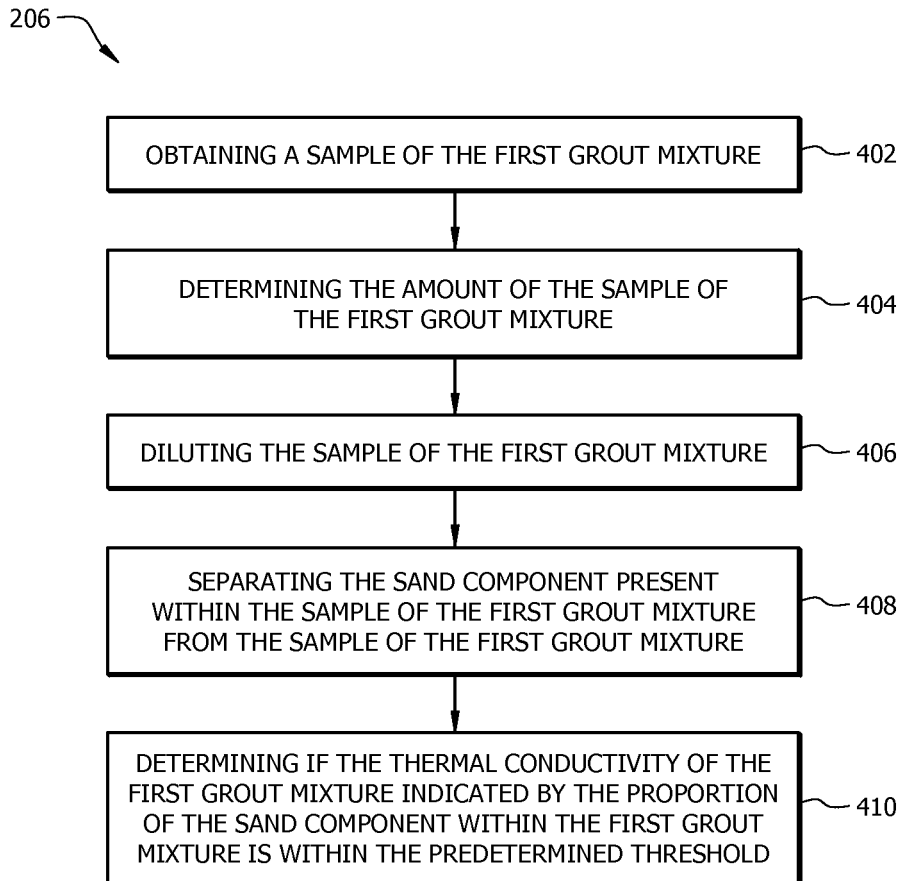 206
OBTAINING A SAMPLE OF THE FIRST GROUT MIXTURE
402
DETERMINING THE AMOUNT OF THE SAMPLE OF
THE FIRST GROUT MIXTURE
404
DILUTING THE SAMPLE OF THE FIRST GROUT MIXTURE
406
SEPARATING THE SAND COMPONENT PRESENT
WITHIN THE SAMPLE OF THE FIRST GROUT MIXTURE
FROM THE SAMPLE OF THE FIRST GROUT MIXTURE
408
DETERMINING IF THE THERMAL CONDUCTIVITY OF THE
FIRST GROUT MIXTURE INDICATED BY THE PROPORTION
OF THE SAND COMPONENT WITHIN THE FIRST GROUT
MIXTURE IS WITHIN THE PREDETERMINED THRESHOLD
410